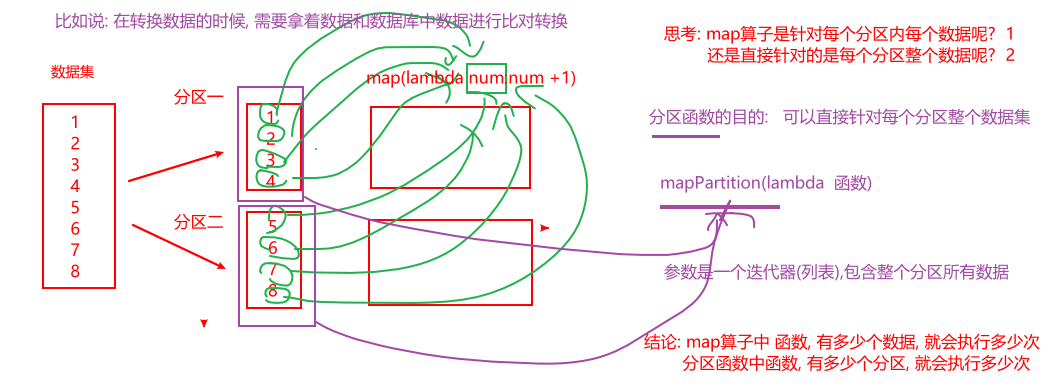 比如说: 在转换数据的时候, 需要拿着数据和数据库中数据进行比对转换
思考: map算子是针对每个分区内每个数据呢? 1
还是直接针对的是每个分区整个数据呢? 2
数据集
map(lambda num:num +1)
分区一
1
2
3
4
5
6
7
8
1
2
3
4
分区函数的目的: 可以直接针对每个分区整个数据集
mapPartition(lambda 函数)
分区二
5
6
7
8
参数是一个迭代器(列表),包含整个分区所有数据
结论: map算子中 函数, 有多少个数据, 就会执行多少次
分区函数中函数, 有多少个分区, 就会执行多少次